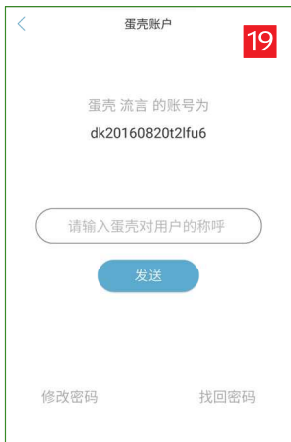 蛋壳账户
19
蛋壳 流言 的账号为
dk20160820t2lfu6
请输入蛋壳对用户的称呼
发送
修改密码 找回密码